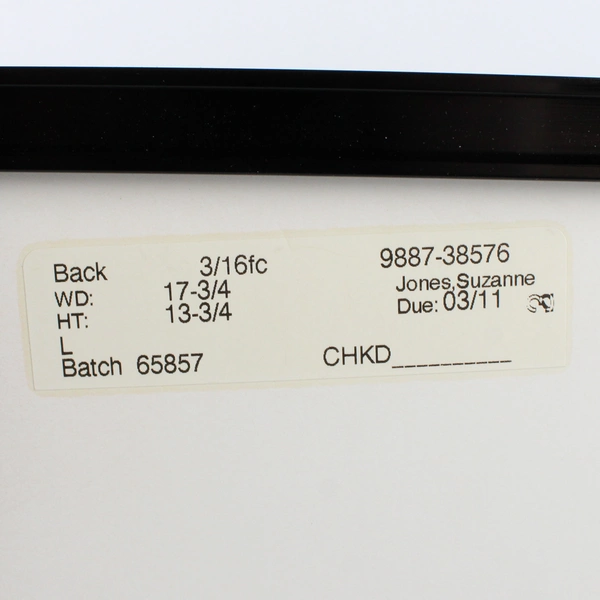 Back 3/16fc 9887-38576
WD: 17-3/4 Jones,Suzanne
HT: 13-3/4 Due: 03/11
L
Batch 65857 CHKD__________